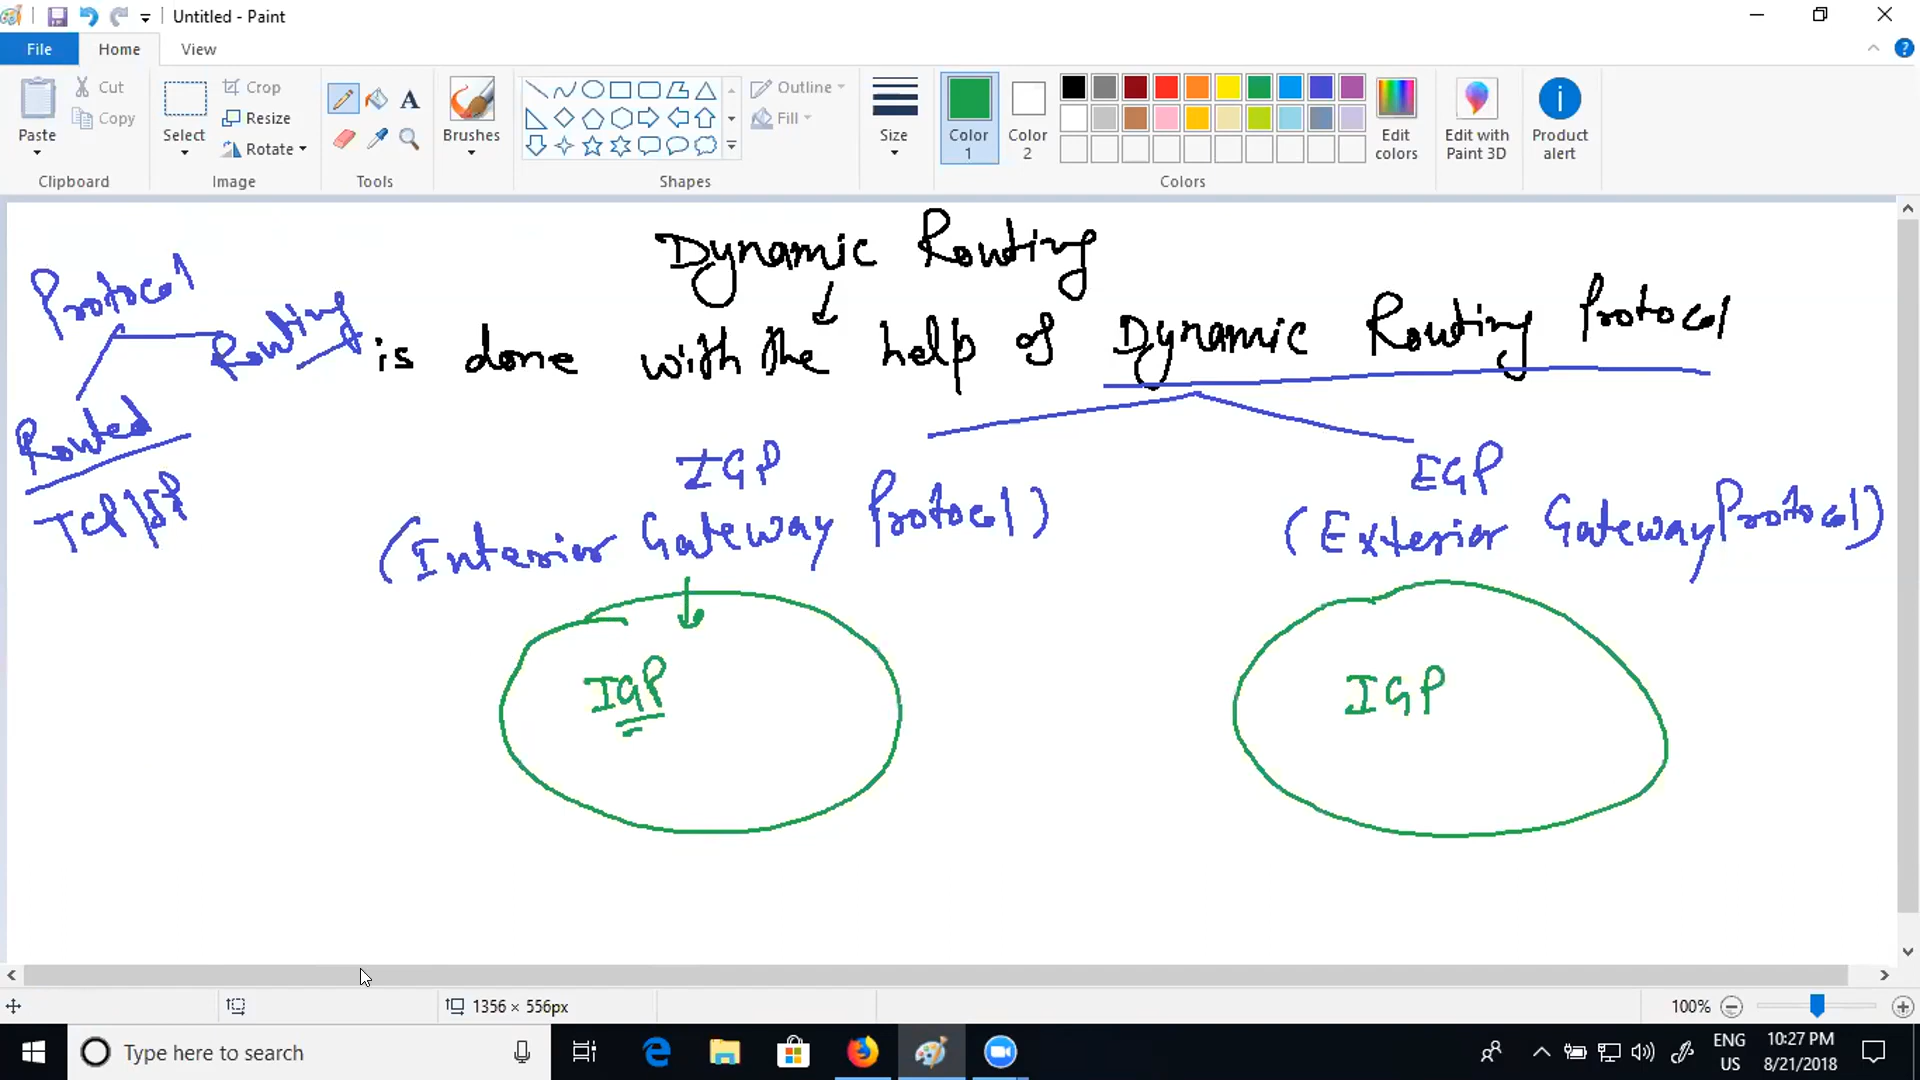 Untitled - Paint
File Home View
Paste
Cut
Copy
Clipboard
Select
Crop
Resize
Rotate
Image
Tools
Brushes
Shapes
Outline
Fill
Size
Color 1
Color 2
Edit colors
Edit with Paint 3D
Product alert
Colors
Dynamic Routing
is done with the help of Dynamic Routing Protocol
Protocol
Routing
Routed
TCP/IP
IGP
(Interior Gateway Protocol)
EGP
(Exterior Gateway Protocol)
IGP
IGP
1356 × 556px
100%
Type here to search
ENG
US
10:27 PM
8/21/2018